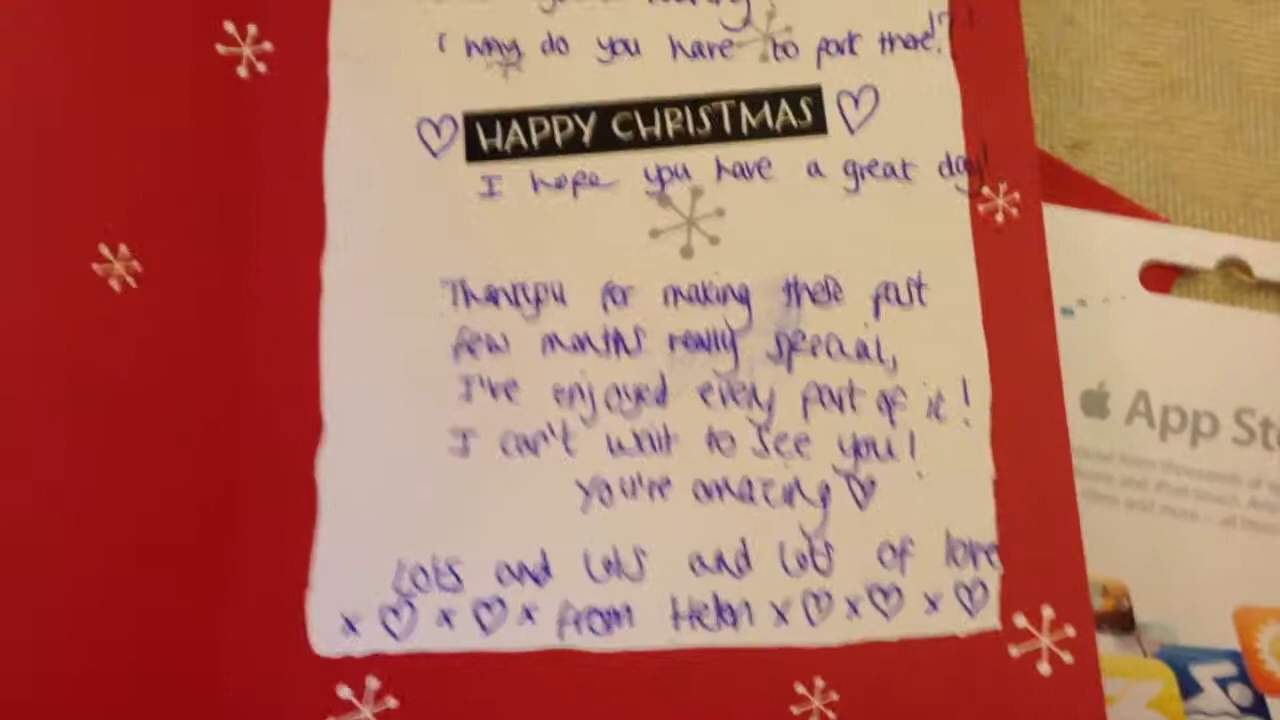 ( why do you have to part there!?
HAPPY CHRISTMAS
I hope you have a great day!
Thankyou for making these past
few months really special,
I've enjoyed every part of it!
I can't wait to see you!
You're amazing ♡
Lots and lots and lots of love
x ♡ x ♡ x from Helen x ♡ x ♡ x ♡
App St